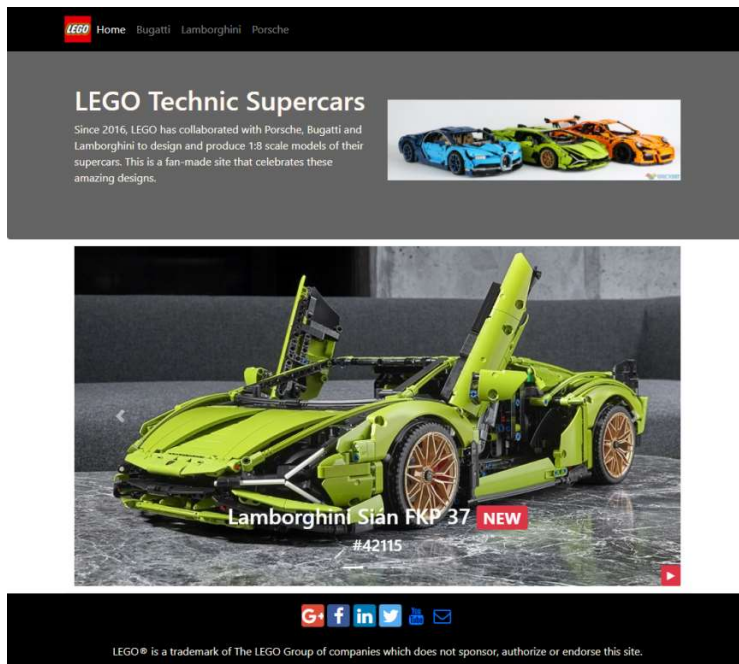 LEGO Home Bugatti Lamborghini Porsche
LEGO Technic Supercars
Since 2016, LEGO has collaborated with Porsche, Bugatti and
Lamborghini to design and produce 1:8 scale models of their
supercars. This is a fan-made site that celebrates these
amazing designs.
Lamborghini Sián FKP 37 NEW
#42115
G+ f in You Tube
LEGO® is a trademark of The LEGO Group of companies which does not sponsor, authorize or endorse this site.